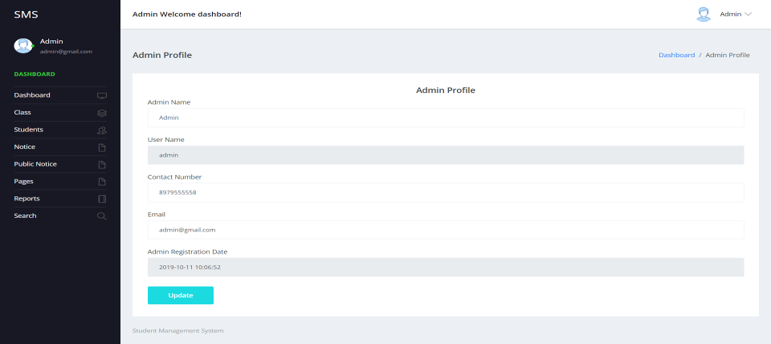 SMS
Admin
admin@gmail.com
DASHBOARD
Dashboard
Class
Students
Notice
Public Notice
Pages
Reports
Search
Admin Welcome dashboard!
Admin
Admin Profile
Dashboard / Admin Profile
Admin Profile
Admin Name
Admin
User Name
admin
Contact Number
8979555558
Email
admin@gmail.com
Admin Registration Date
2019-10-11 10:06:52
Update
Student Management System